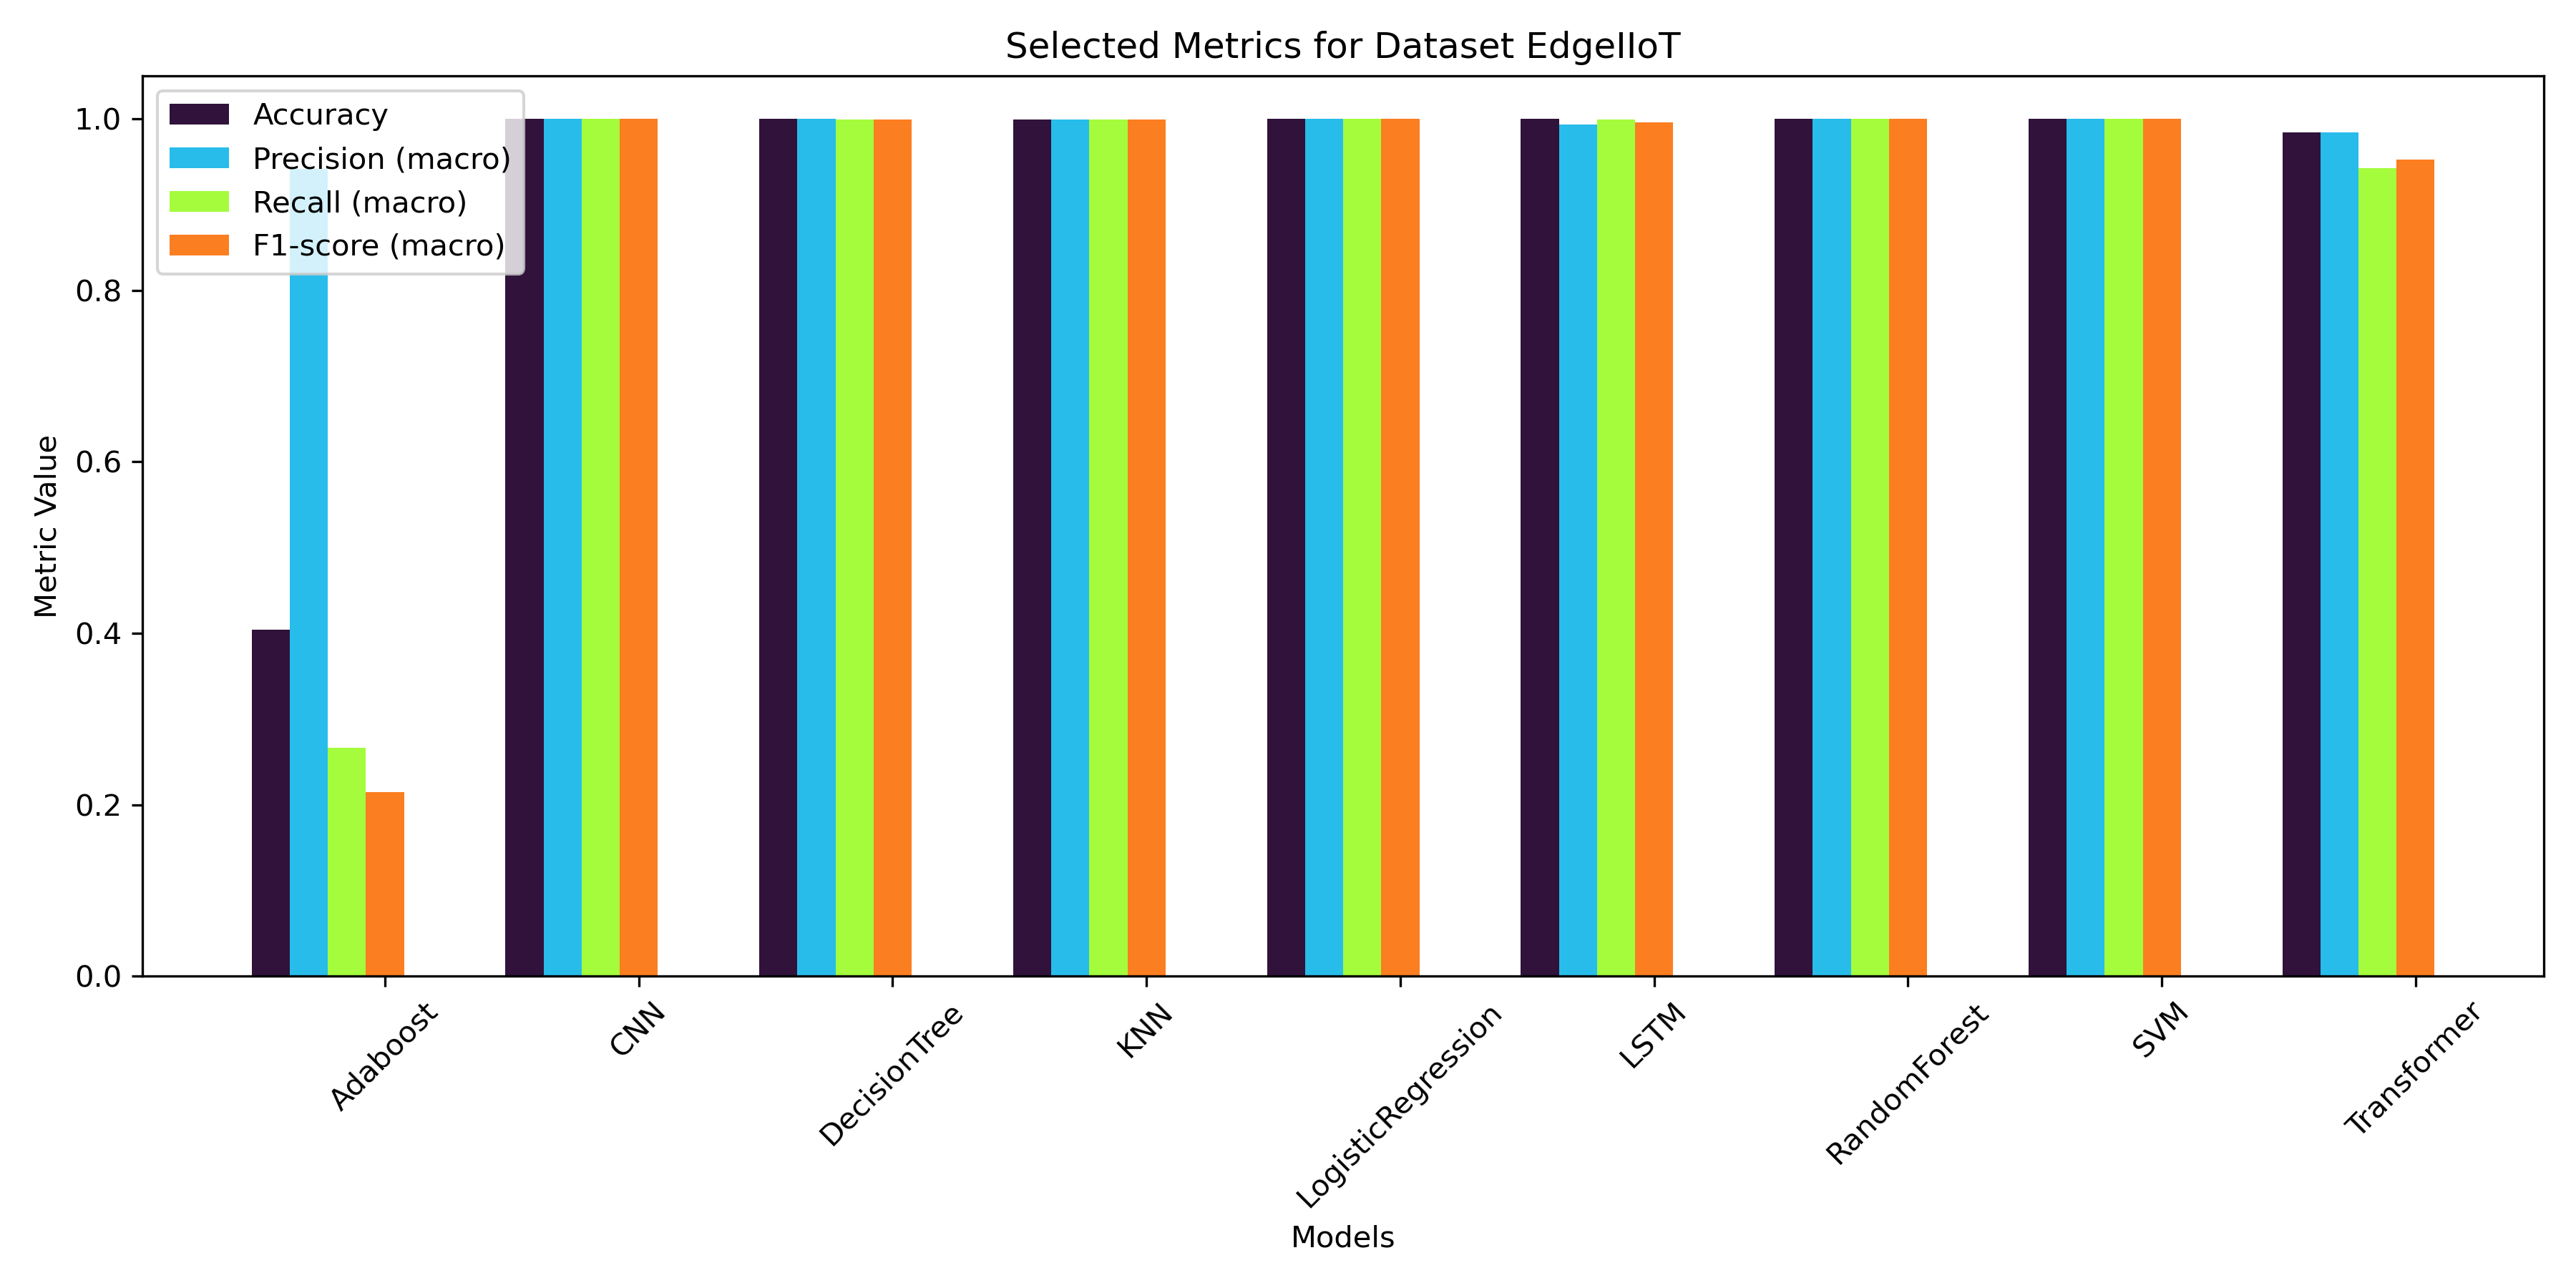 Selected Metrics for Dataset EdgeIIoT
Accuracy
Precision (macro)
Recall (macro)
F1-score (macro)
Metric Value
1.0
0.8
0.6
0.4
0.2
0.0
Adaboost
CNN
DecisionTree
KNN
LogisticRegression
LSTM
RandomForest
SVM
Transformer
Models